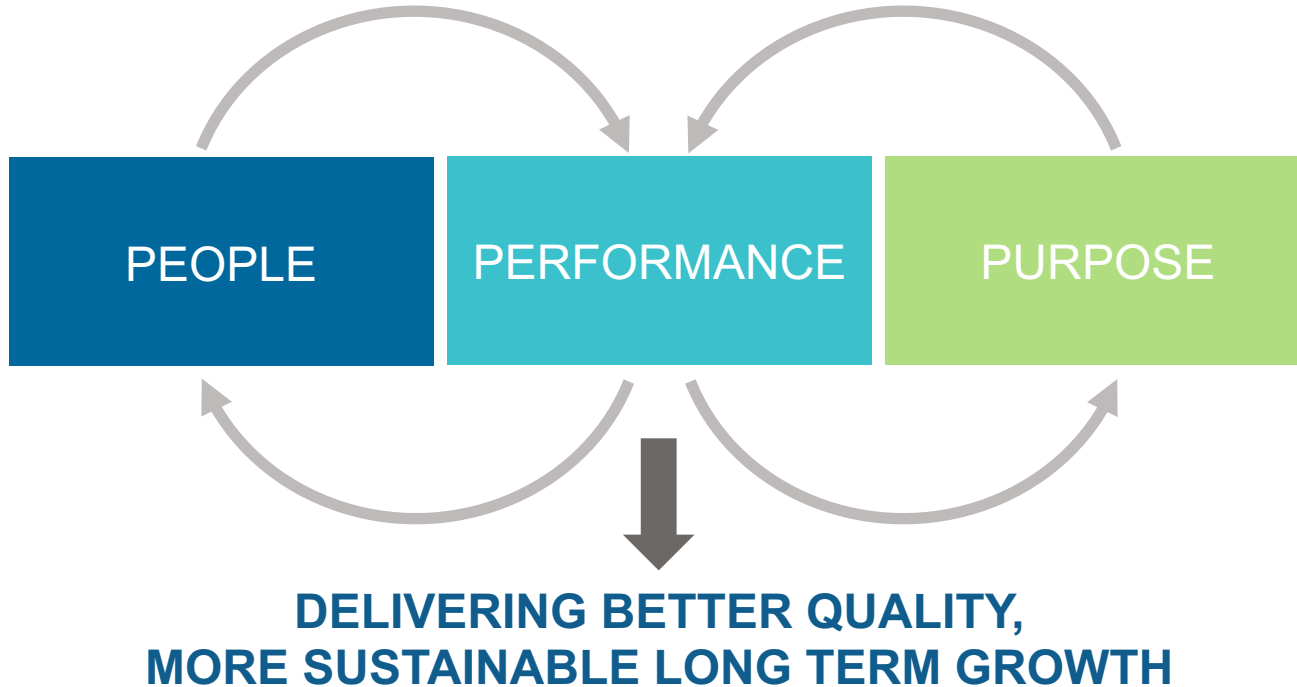 PEOPLE
PERFORMANCE
PURPOSE
DELIVERING BETTER QUALITY,
MORE SUSTAINABLE LONG TERM GROWTH